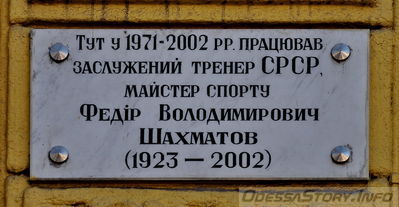 Тут у 1971-2002 рр. працював
заслужений тренер СРСР,
майстер спорту
Федір Володимирович
Шахматов
(1923 — 2002)
OdessaStory.Info